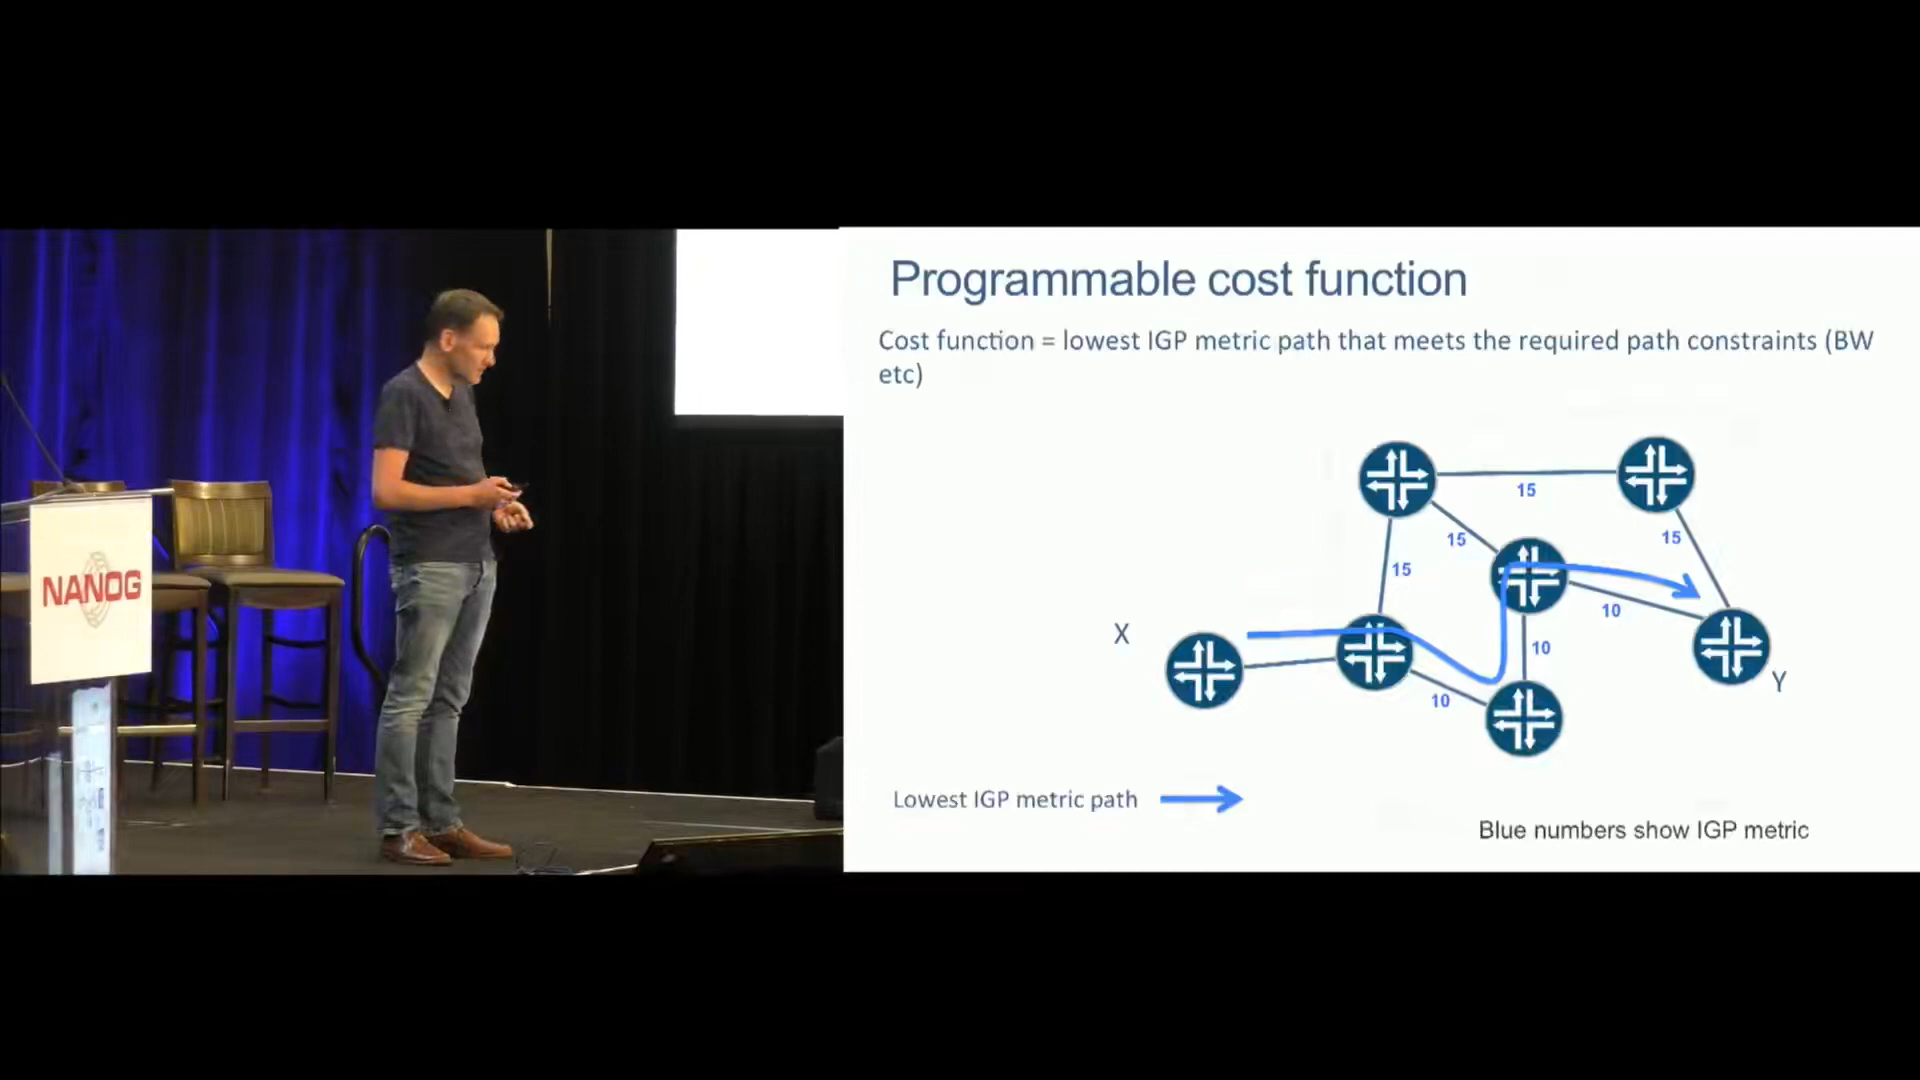 NANOG
Programmable cost function
Cost function = lowest IGP metric path that meets the required path constraints (BW
etc)
15
15
15
15
10
X
10
Y
10
Lowest IGP metric path
Blue numbers show IGP metric